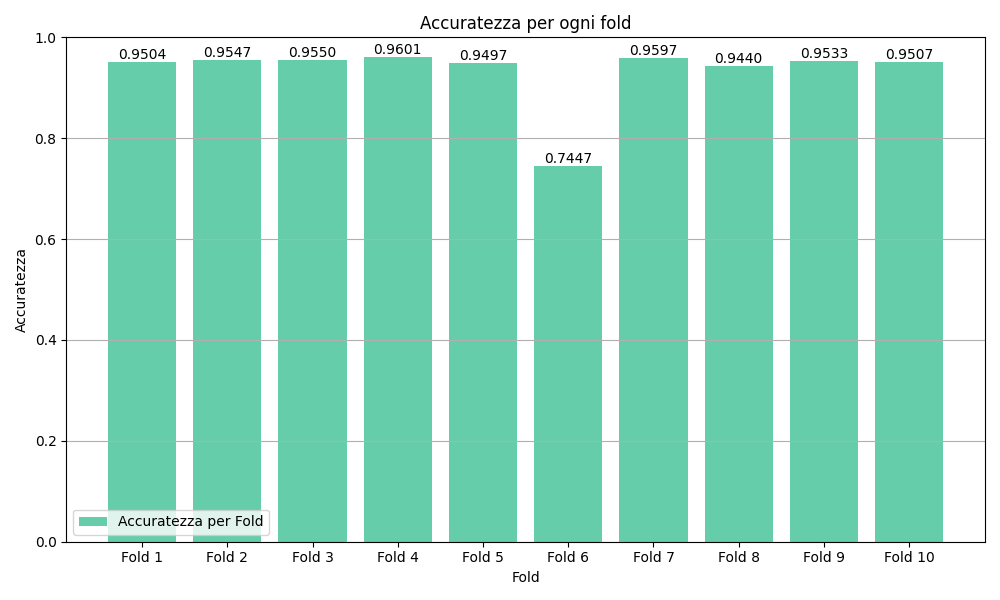 Accuratezza per ogni fold
1.0
0.8
0.6
0.4
0.2
0.0
Accuratezza
0.9504
0.9547
0.9550
0.9601
0.9497
0.7447
0.9597
0.9440
0.9533
0.9507
Accuratezza per Fold
Fold 1
Fold 2
Fold 3
Fold 4
Fold 5
Fold 6
Fold 7
Fold 8
Fold 9
Fold 10
Fold